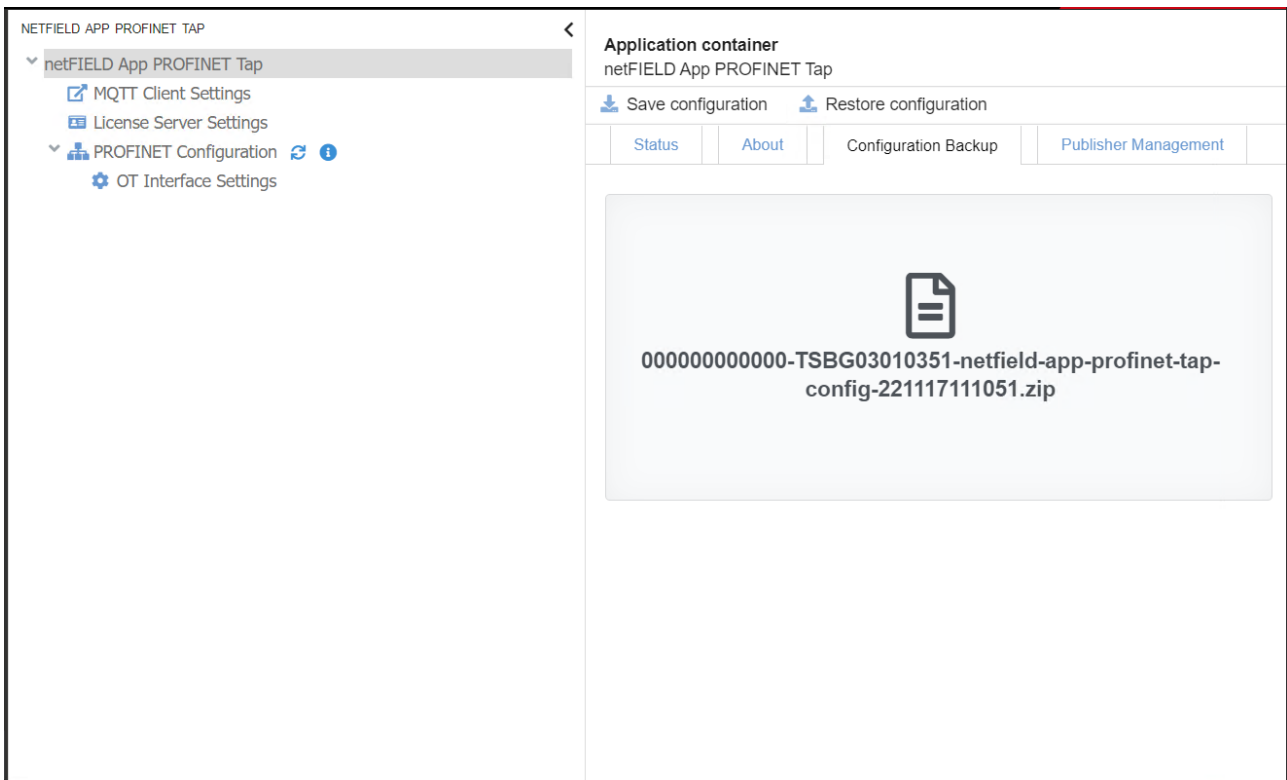 NETFIELD APP PROFINET TAP
netFIELD App PROFINET Tap
MQTT Client Settings
License Server Settings
PROFINET Configuration
OT Interface Settings
Application container
netFIELD App PROFINET Tap
Save configuration Restore configuration
Status About Configuration Backup Publisher Management
000000000000-TSBG03010351-netfield-app-profinet-tap-
config-221117111051.zip